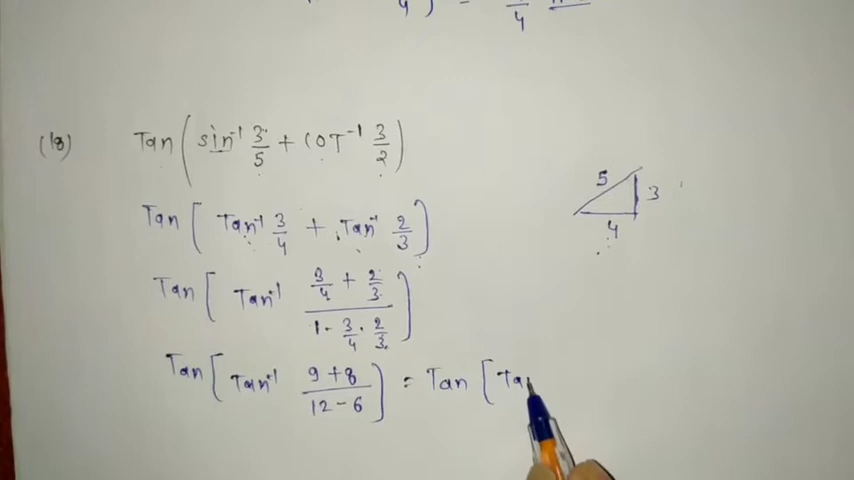 4 ) = π/4
(18) Tan ( sin⁻¹ 3/5 + COT⁻¹ 3/2 )
5
3
4
Tan [ Tan⁻¹ 3/4 + Tan⁻¹ 2/3 ]
Tan [ Tan⁻¹ (3/4 + 2/3)/(1 - 3/4 · 2/3) ]
Tan [ Tan⁻¹ (9+8)/(12-6) ] = Tan [ Ta